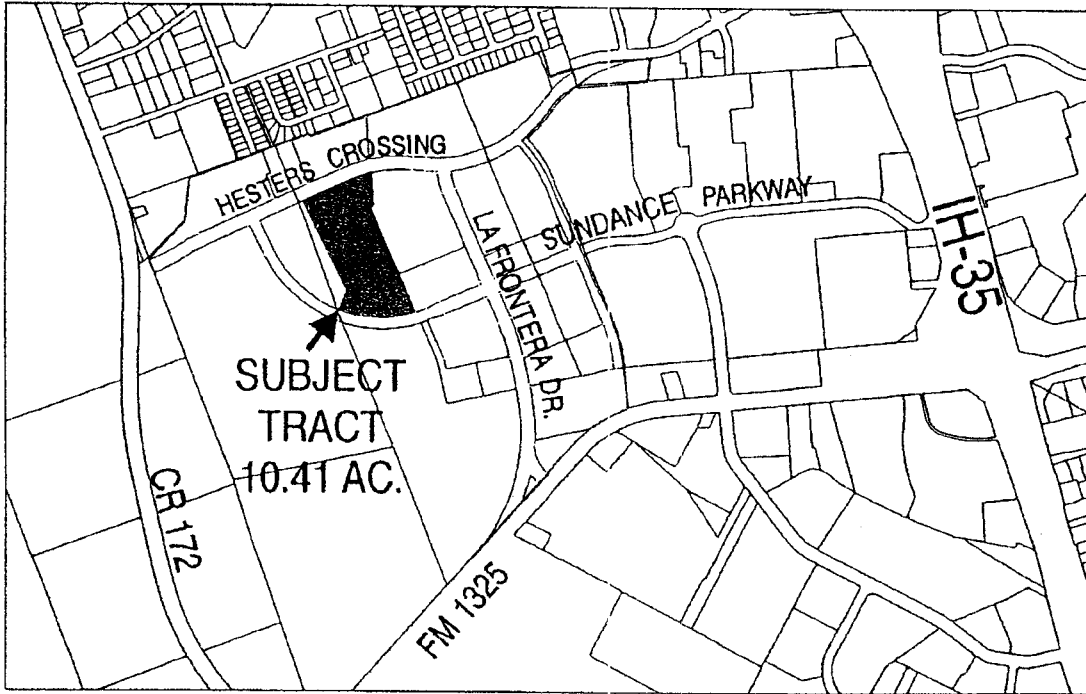 HESTERS CROSSING
SUNDANCE PARKWAY
LA FRONTERA DR.
IH-35
SUBJECT
TRACT
10.41 AC.
CR 172
FM 1325